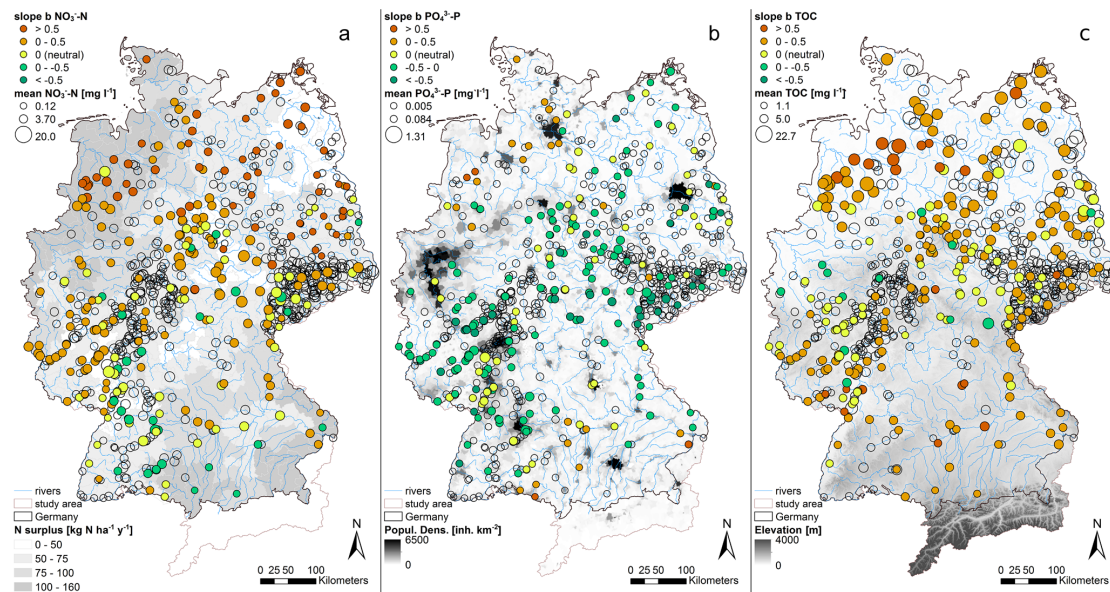 slope b NO₃⁻-N
> 0.5
0 - 0.5
0 (neutral)
0 - -0.5
< -0.5
mean NO₃⁻-N [mg l⁻¹]
0.12
3.70
20.0
a
rivers
study area
Germany
N surplus [kg N ha⁻¹ y⁻¹]
0 - 50
50 - 75
75 - 100
100 - 160
N
0 25 50 100
Kilometers
slope b PO₄³⁻-P
> 0.5
0 - 0.5
0 (neutral)
-0.5 - 0
< -0.5
mean PO₄³⁻-P [mg l⁻¹]
0.005
0.084
1.31
b
rivers
study area
Germany
Popul. Dens. [inh. km⁻²]
6500
0
N
0 25 50 100
Kilometers
slope b TOC
> 0.5
0 - 0.5
0 (neutral)
0 - -0.5
< -0.5
mean TOC [mg l⁻¹]
1.1
5.0
22.7
c
rivers
study area
Germany
Elevation [m]
4000
0
N
0 25 50 100
Kilometers